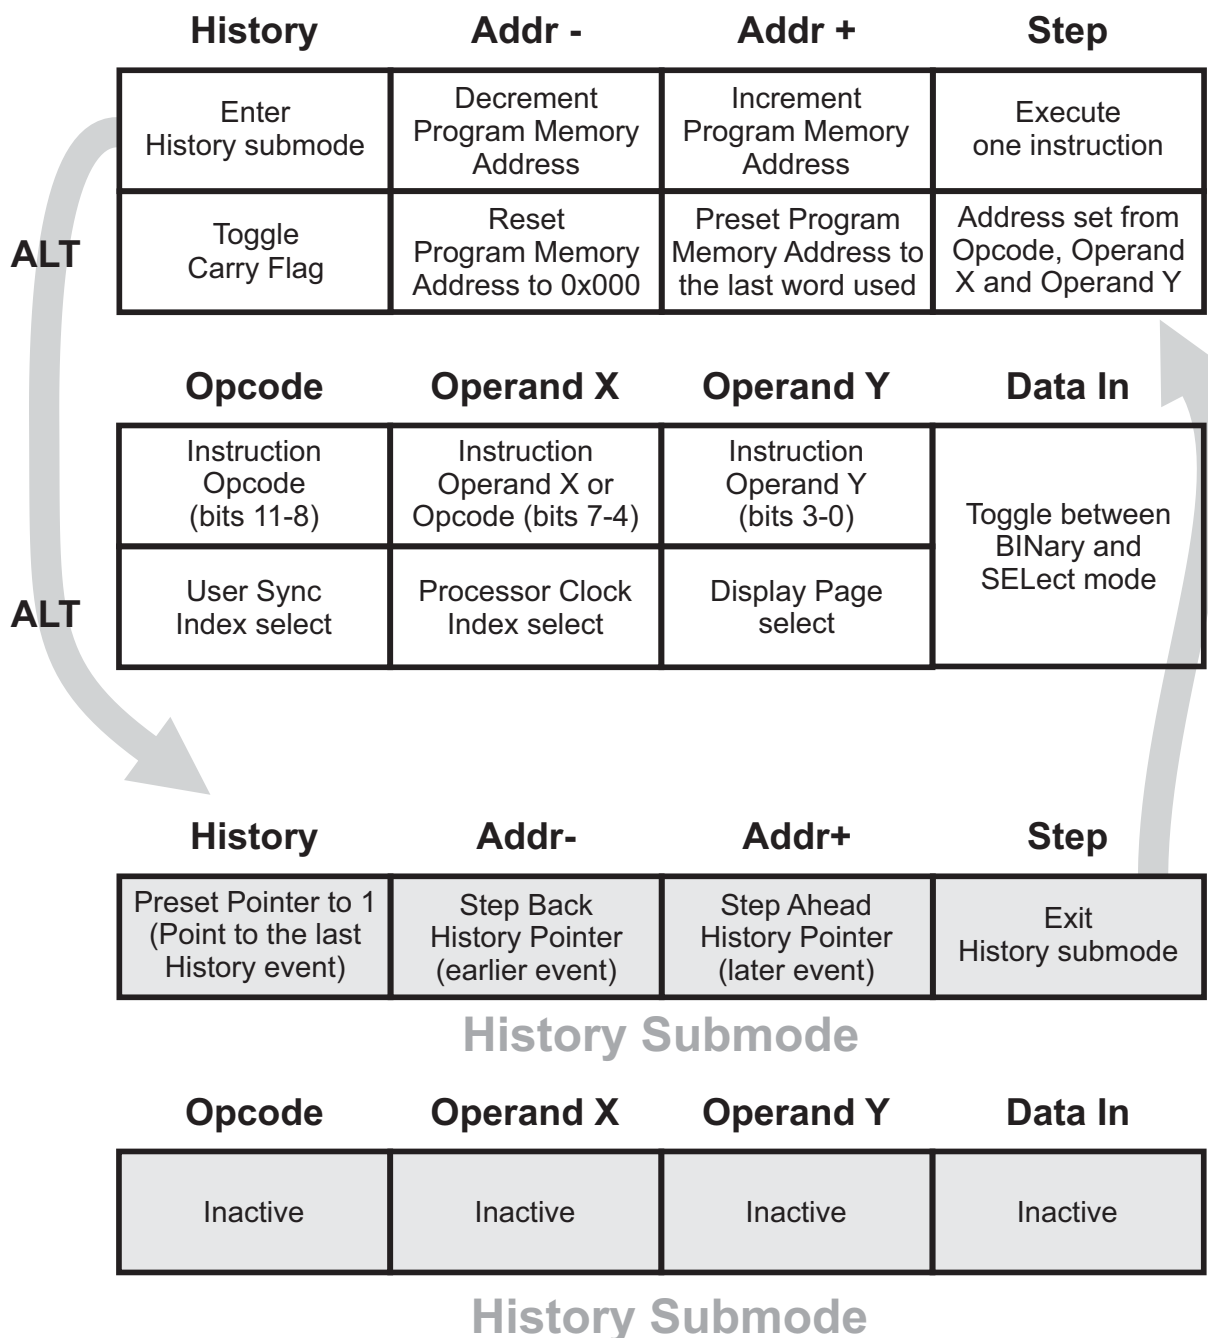 History Addr - Addr + Step
Enter
History submode
Decrement
Program Memory
Address
Increment
Program Memory
Address
Execute
one instruction
ALT
Toggle
Carry Flag
Reset
Program Memory
Address to 0x000
Preset Program
Memory Address to
the last word used
Address set from
Opcode, Operand
X and Operand Y
Opcode Operand X Operand Y Data In
Instruction
Opcode
(bits 11-8)
Instruction
Operand X or
Opcode (bits 7-4)
Instruction
Operand Y
(bits 3-0)
Toggle between
BINary and
SELect mode
ALT
User Sync
Index select
Processor Clock
Index select
Display Page
select
History Addr- Addr+ Step
Preset Pointer to 1
(Point to the last
History event)
Step Back
History Pointer
(earlier event)
Step Ahead
History Pointer
(later event)
Exit
History submode
History Submode
Opcode Operand X Operand Y Data In
Inactive Inactive Inactive Inactive
History Submode